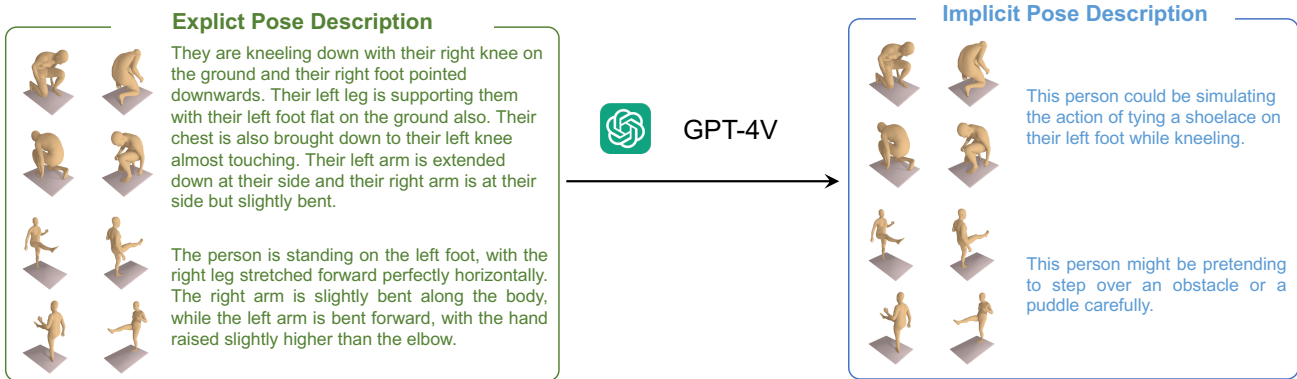 Explict Pose Description
They are kneeling down with their right knee on
the ground and their right foot pointed
downwards. Their left leg is supporting them
with their left foot flat on the ground also. Their
chest is also brought down to their left knee
almost touching. Their left arm is extended
down at their side and their right arm is at their
side but slightly bent.
The person is standing on the left foot, with the
right leg stretched forward perfectly horizontally.
The right arm is slightly bent along the body,
while the left arm is bent forward, with the hand
raised slightly higher than the elbow.
GPT-4V
Implicit Pose Description
This person could be simulating
the action of tying a shoelace on
their left foot while kneeling.
This person might be pretending
to step over an obstacle or a
puddle carefully.